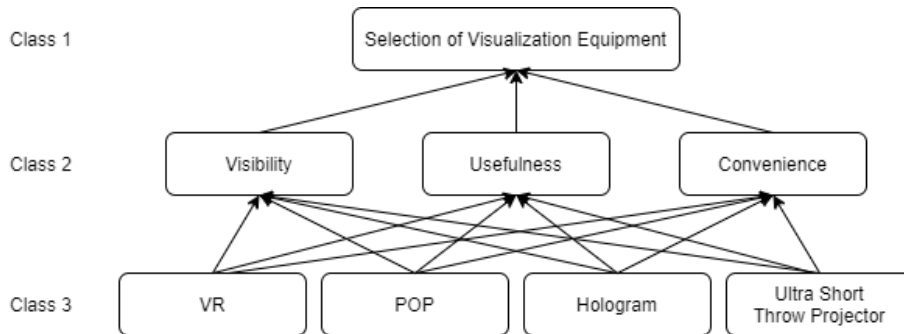 Class 1
Selection of Visualization Equipment
Class 2
Visibility
Usefulness
Convenience
Class 3
VR
POP
Hologram
Ultra Short
Throw Projector